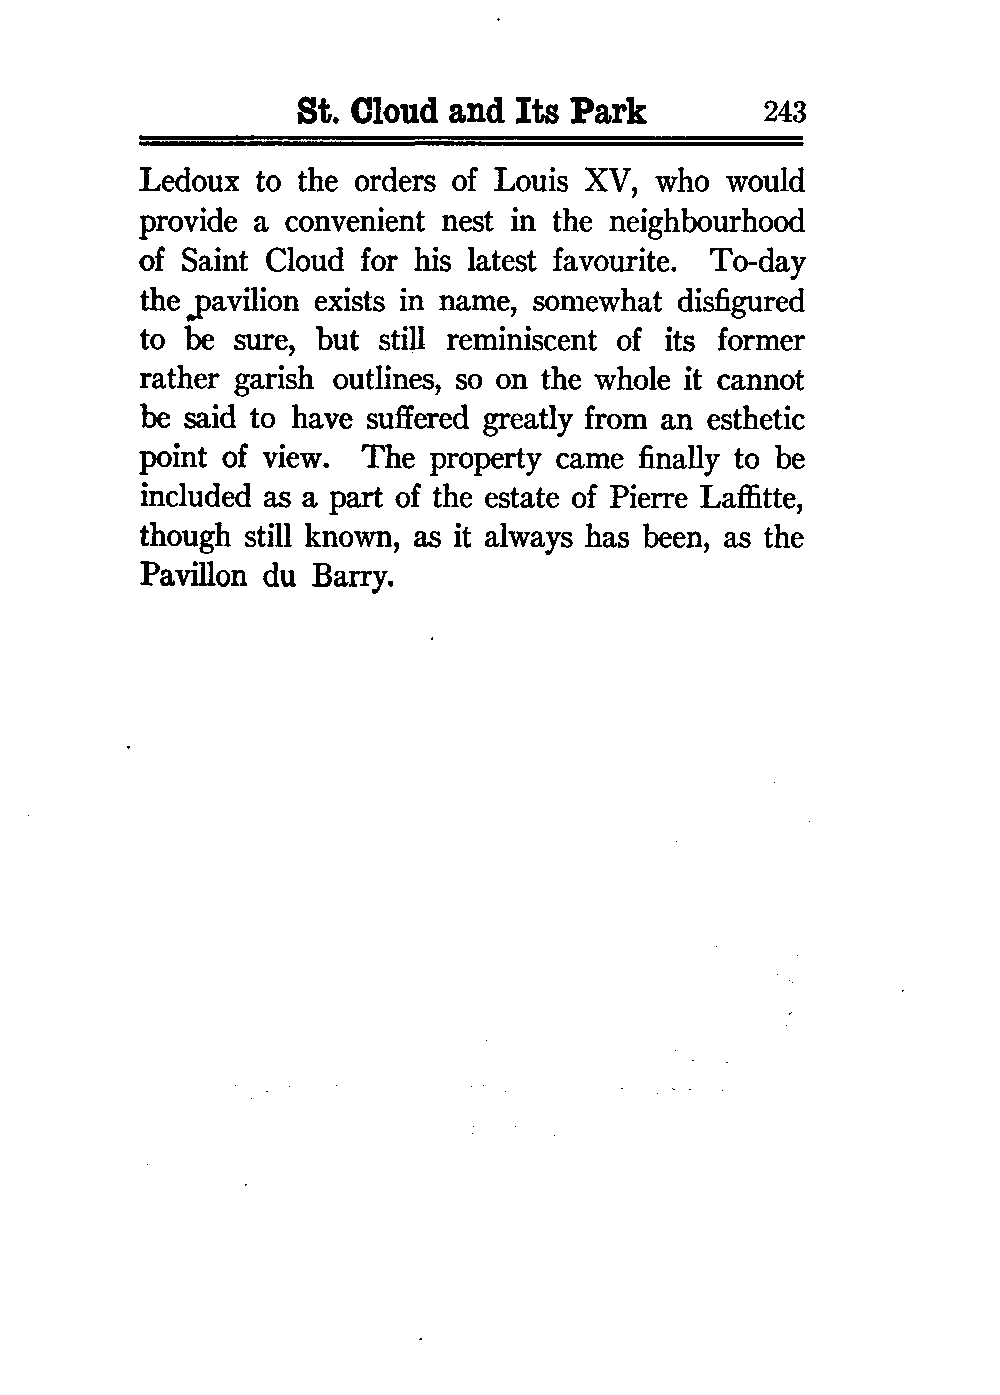 St. Cloud and Its Park 243
Ledoux to the orders of Louis XV, who would
provide a convenient nest in the neighbourhood
of Saint Cloud for his latest favourite. To-day
the pavilion exists in name, somewhat disfigured
to be sure, but still reminiscent of its former
rather garish outlines, so on the whole it cannot
be said to have suffered greatly from an esthetic
point of view. The property came finally to be
included as a part of the estate of Pierre Laffitte,
though still known, as it always has been, as the
Pavillon du Barry.